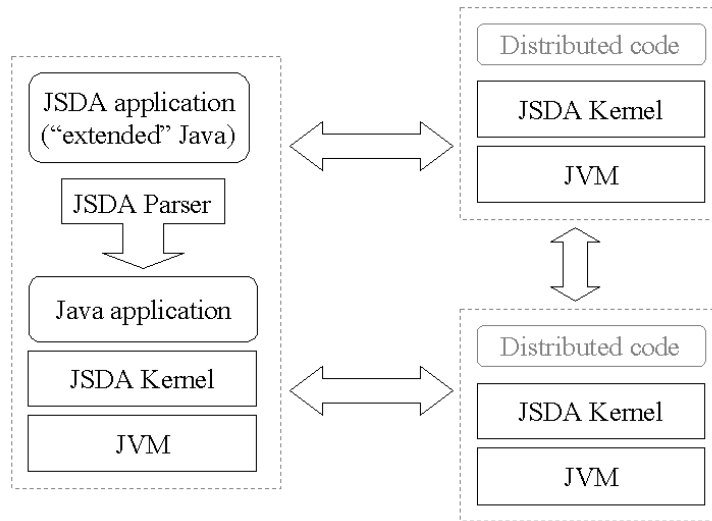 JSDA application
(“extended” Java)
JSDA Parser
Java application
JSDA Kernel
JVM
Distributed code
JSDA Kernel
JVM
Distributed code
JSDA Kernel
JVM